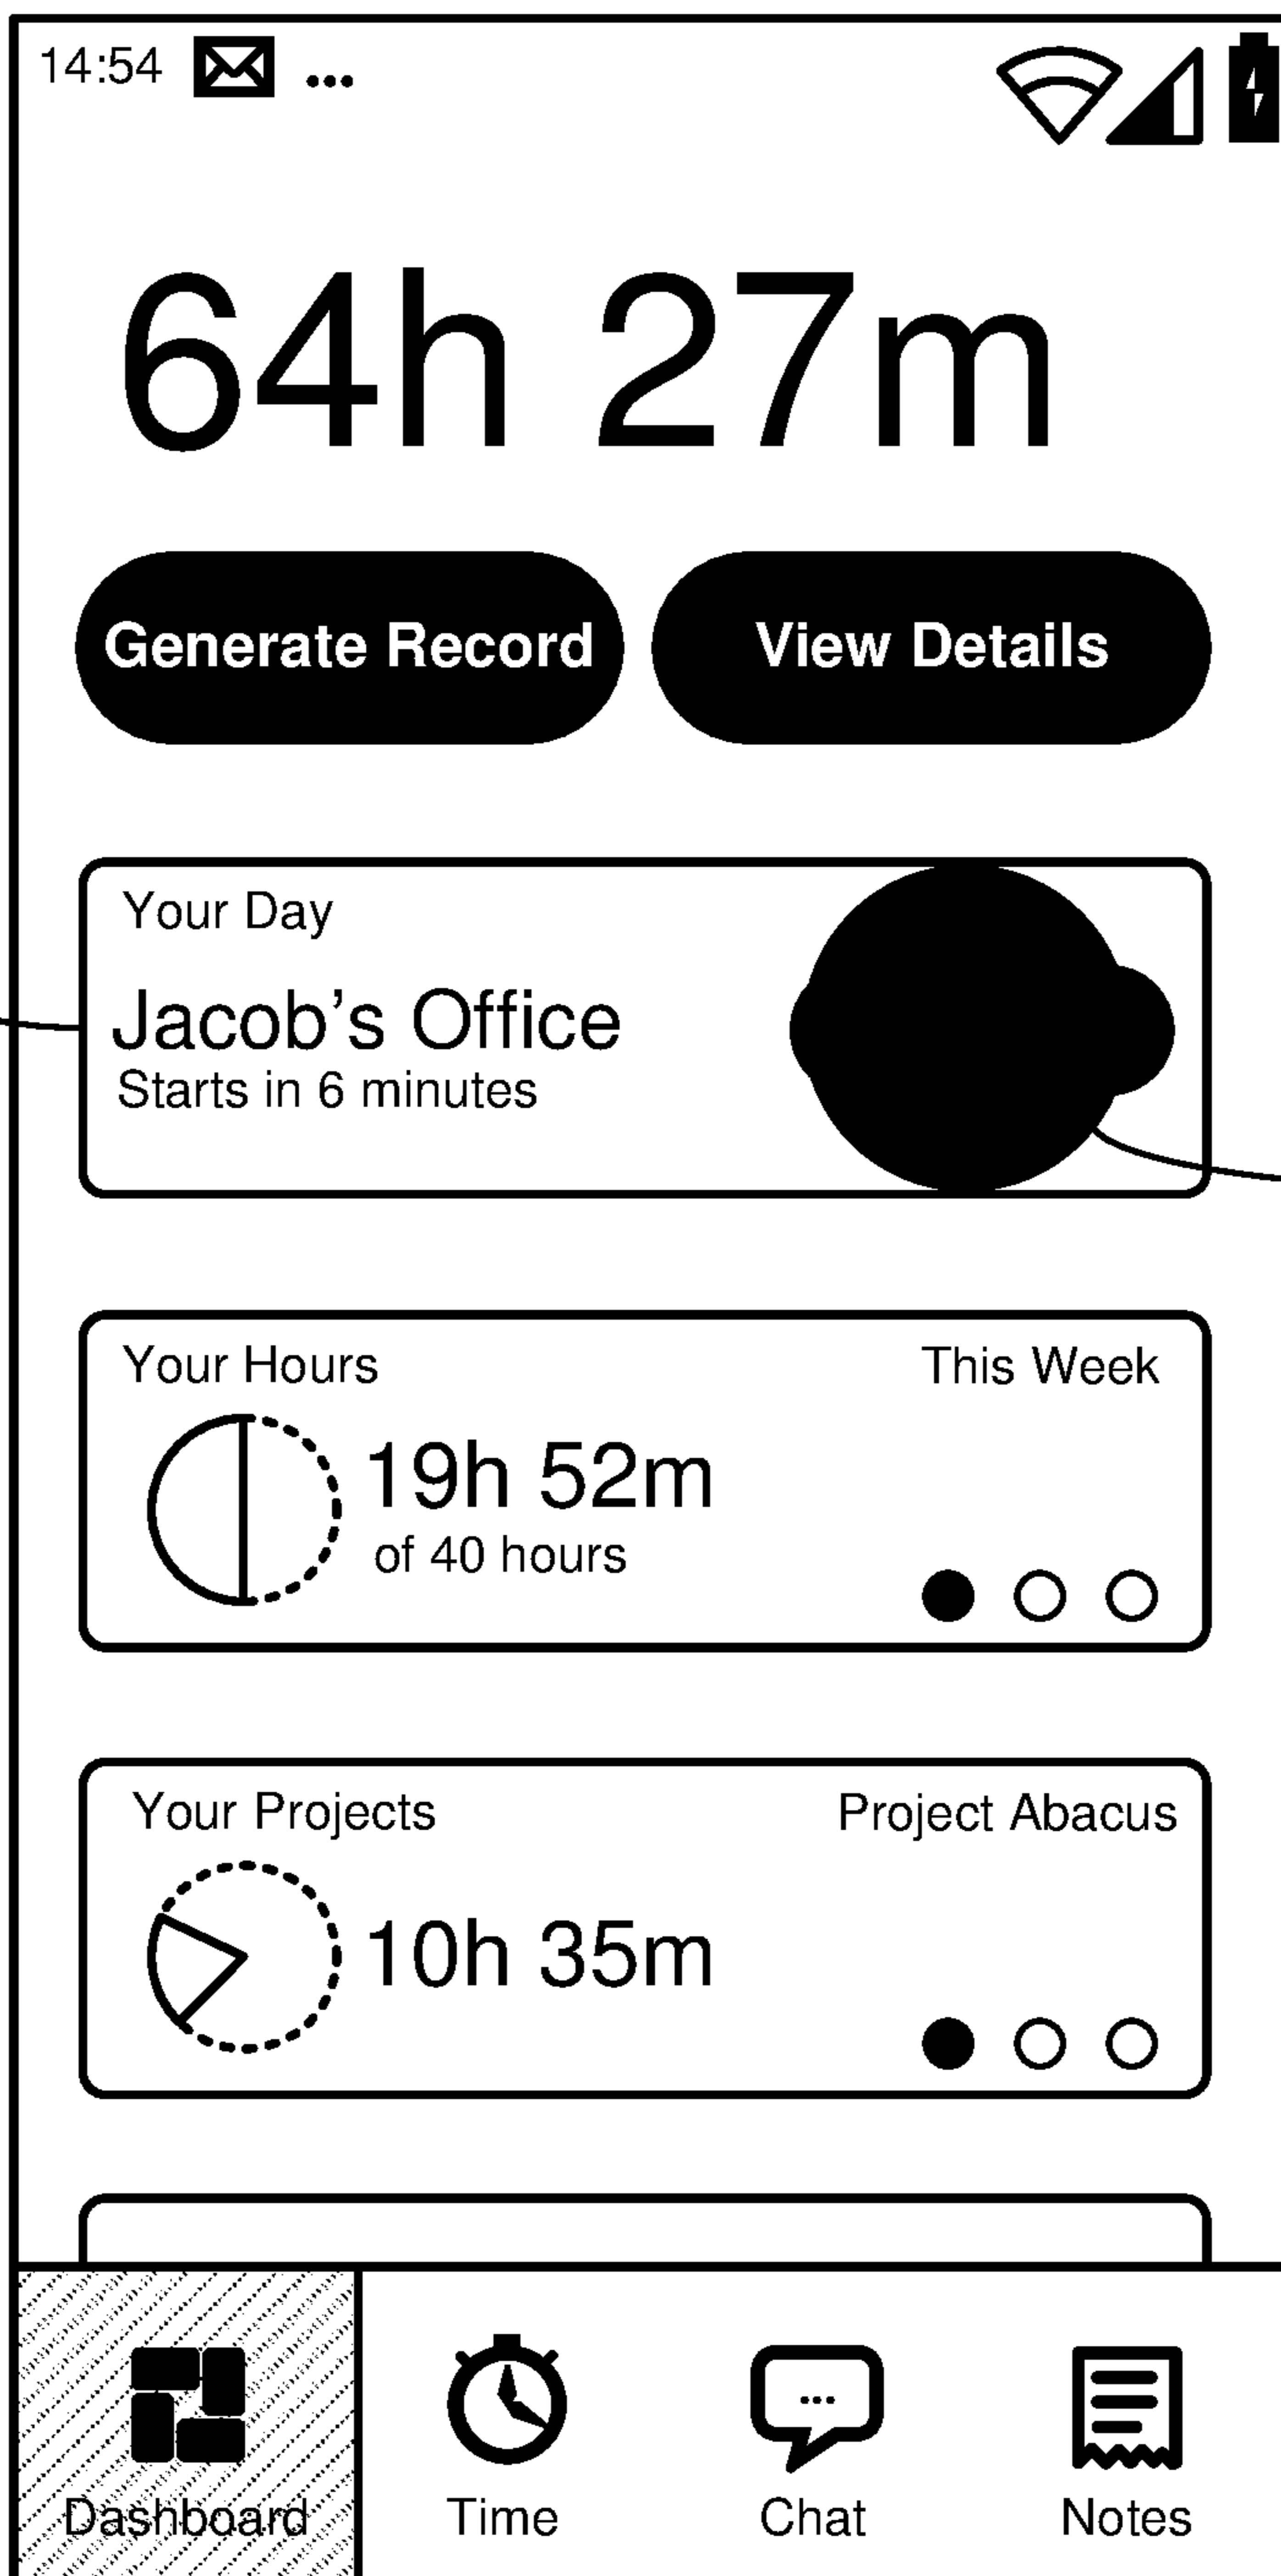 14:54
64h 27m
Generate Record
View Details
Your Day
Jacob's Office
Starts in 6 minutes
Your Hours
This Week
19h 52m
of 40 hours
Your Projects
Project Abacus
10h 35m
Dashboard
Time
Chat
Notes